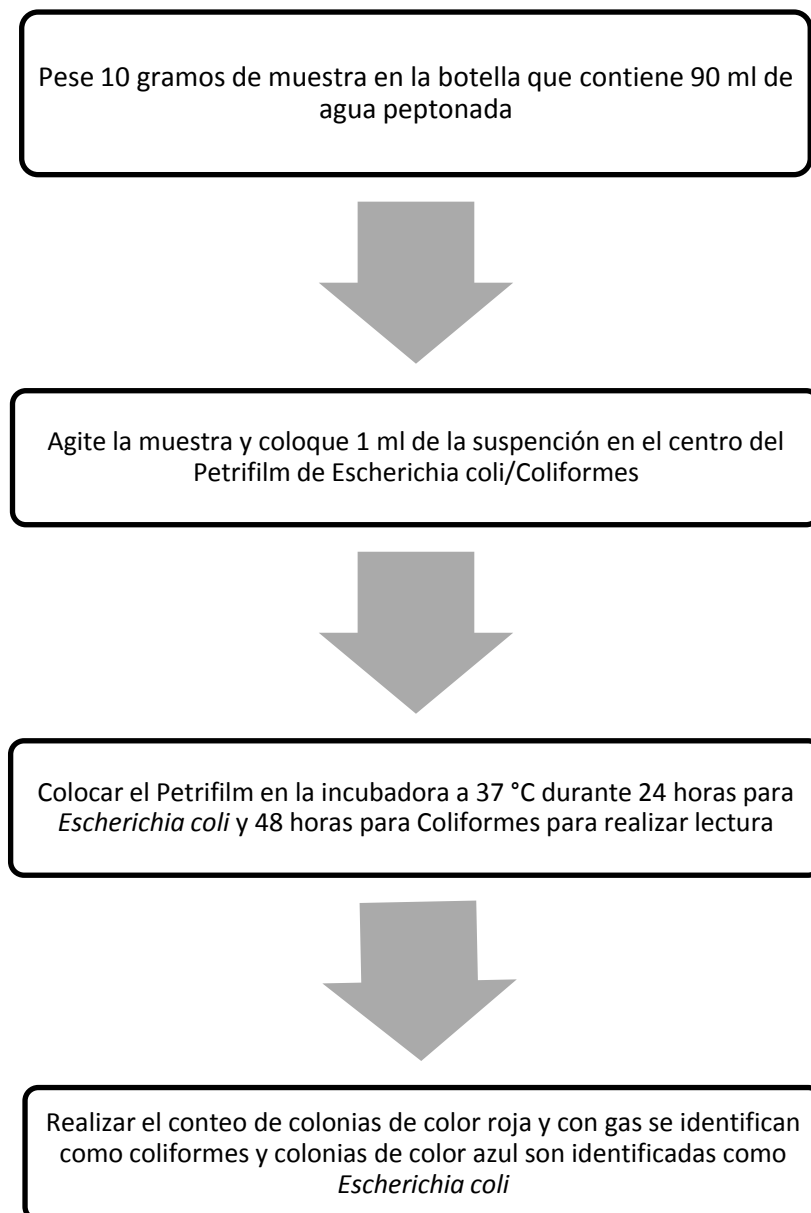 Pese 10 gramos de muestra en la botella que contiene 90 ml de
agua peptonada
Agite la muestra y coloque 1 ml de la suspención en el centro del
Petrifilm de Escherichia coli/Coliformes
Colocar el Petrifilm en la incubadora a 37 °C durante 24 horas para
Escherichia coli y 48 horas para Coliformes para realizar lectura
Realizar el conteo de colonias de color roja y con gas se identifican
como coliformes y colonias de color azul son identificadas como
Escherichia coli